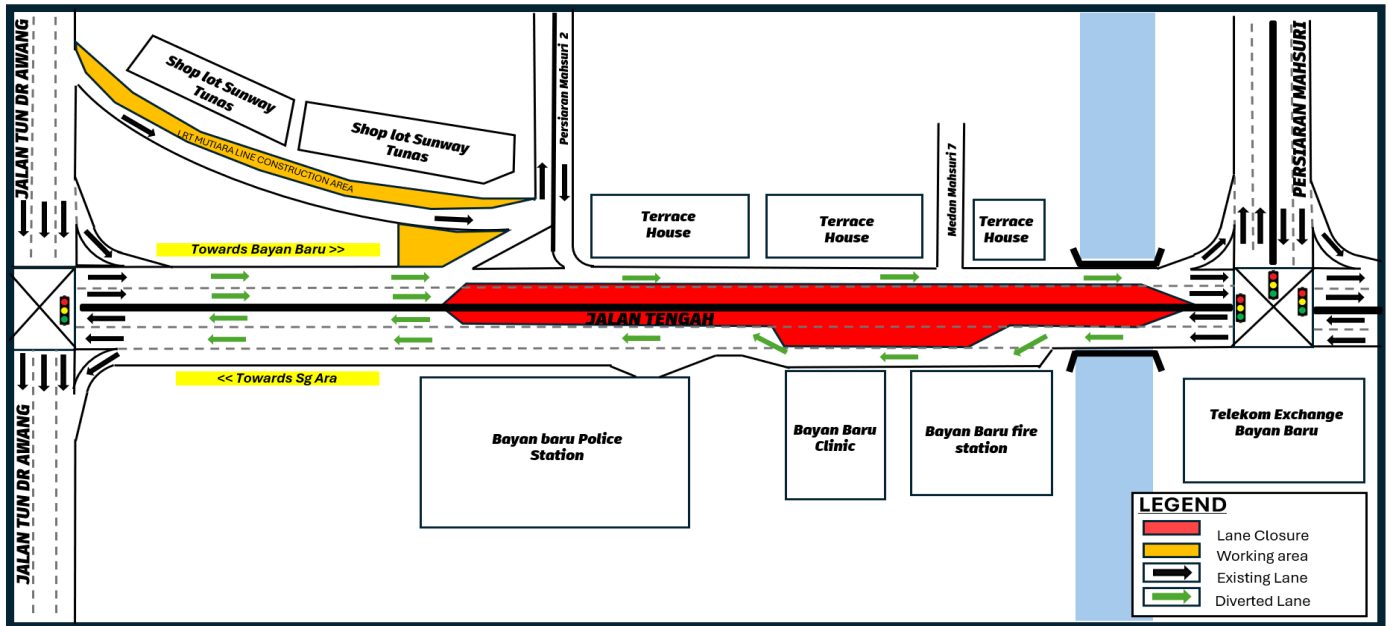 JALAN TUN DR AWANG
Shop lot Sunway
Tunas
Shop lot Sunway
Tunas
LRT MUTIARA LINE CONSTRUCTION AREA
Persiaran Mahsuri 2
Medan Mahsuri 7
PERSIARAN MAHSURI
Terrace
House
Terrace
House
Terrace
House
Towards Bayan Baru >>
JALAN TENGAH
<< Towards Sg Ara
JALAN TUN DR AWANG
Bayan baru Police
Station
Bayan Baru
Clinic
Bayan Baru fire
station
Telekom Exchange
Bayan Baru
LEGEND
Lane Closure
Working area
Existing Lane
Diverted Lane